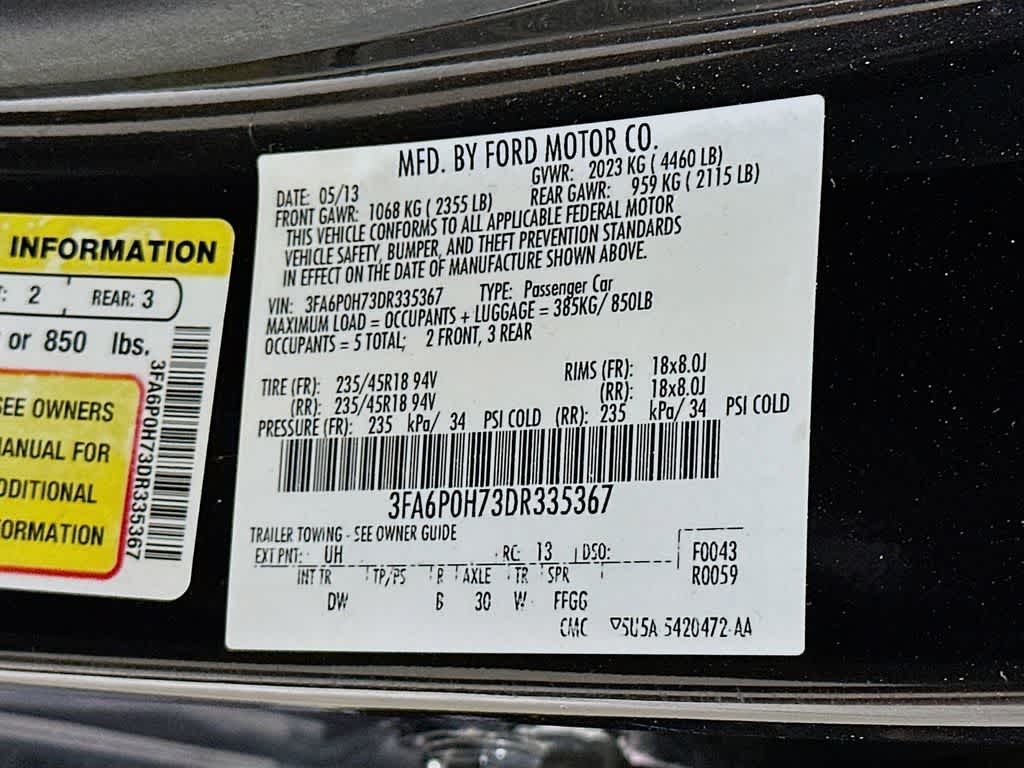 INFORMATION
2 REAR: 3
or 850 lbs.
SEE OWNERS
MANUAL FOR
ADDITIONAL
INFORMATION
3FA6P0H73DR335367
MFD. BY FORD MOTOR CO.
DATE: 05/13 GVWR: 2023 KG ( 4460 LB)
FRONT GAWR: 1068 KG ( 2355 LB) REAR GAWR: 959 KG ( 2115 LB)
THIS VEHICLE CONFORMS TO ALL APPLICABLE FEDERAL MOTOR
VEHICLE SAFETY, BUMPER, AND THEFT PREVENTION STANDARDS
IN EFFECT ON THE DATE OF MANUFACTURE SHOWN ABOVE.
VIN: 3FA6P0H73DR335367 TYPE: Passenger Car
MAXIMUM LOAD = OCCUPANTS + LUGGAGE = 385KG/ 850LB
OCCUPANTS = 5 TOTAL; 2 FRONT, 3 REAR
TIRE (FR): 235/45R18 94V RIMS (FR): 18x8.0J
(RR): 235/45R18 94V (RR): 18x8.0J
PRESSURE (FR): 235 kPa/ 34 PSI COLD (RR): 235 kPa/ 34 PSI COLD
3FA6P0H73DR335367
TRAILER TOWING - SEE OWNER GUIDE
EXT PNT: UH RC: 13 DSO: F0043
INT TR TP/PS R AXLE TR SPR R0059
DW B 30 W FFGG
CMC 5U5A 5420472 AA